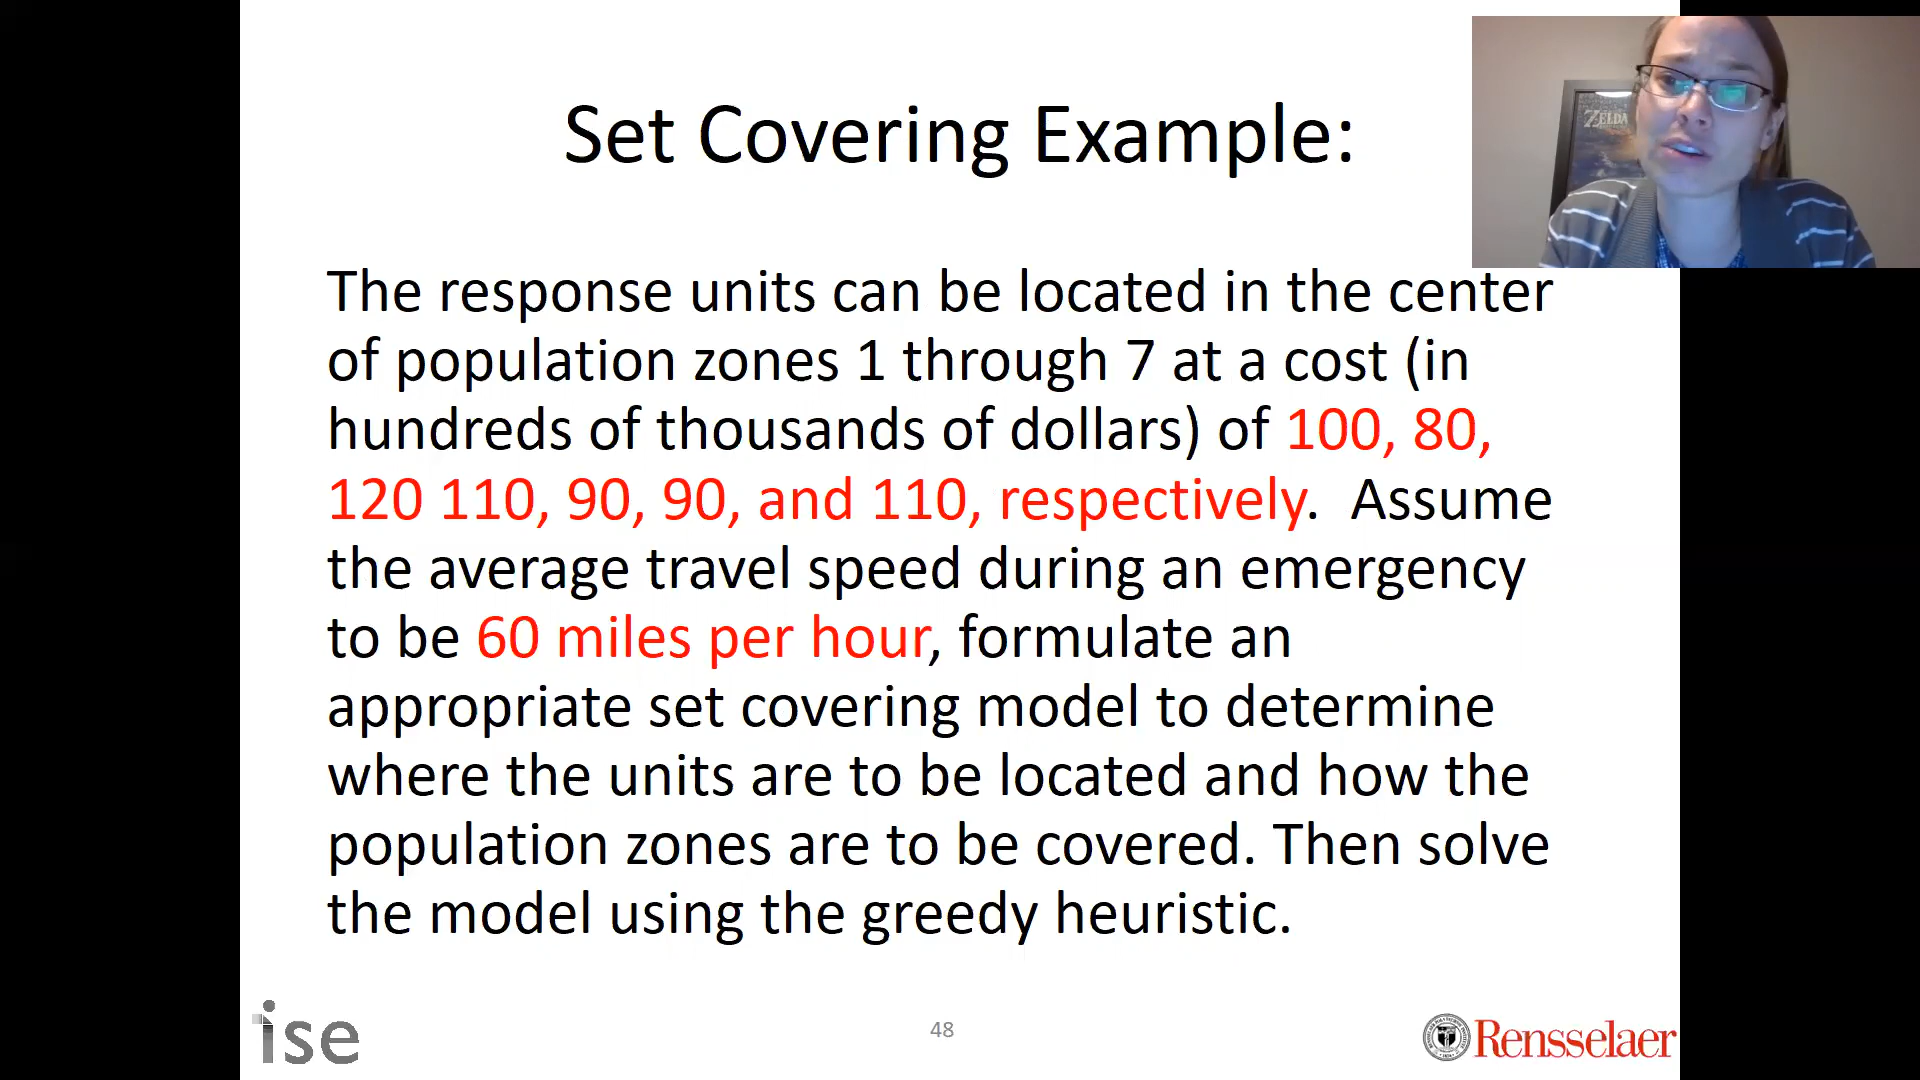 Set Covering Example:
ZELDA
The response units can be located in the center
of population zones 1 through 7 at a cost (in
hundreds of thousands of dollars) of 100, 80,
120 110, 90, 90, and 110, respectively.  Assume
the average travel speed during an emergency
to be 60 miles per hour, formulate an
appropriate set covering model to determine
where the units are to be located and how the
population zones are to be covered. Then solve
the model using the greedy heuristic.
ise
48
Rensselaer